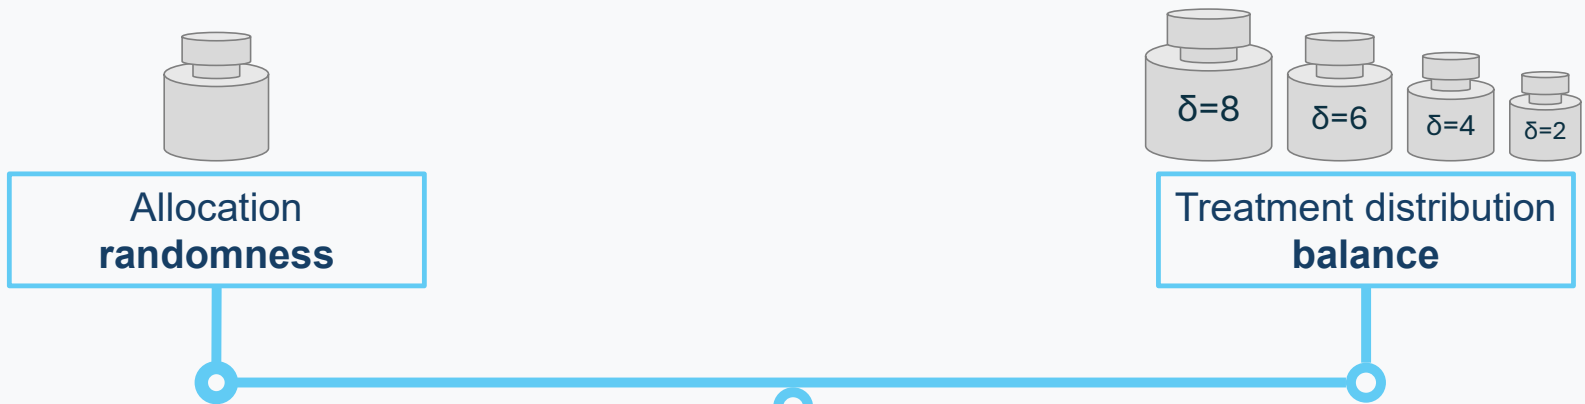 δ=8
δ=6
δ=4
δ=2
Allocation
randomness
Treatment distribution
balance